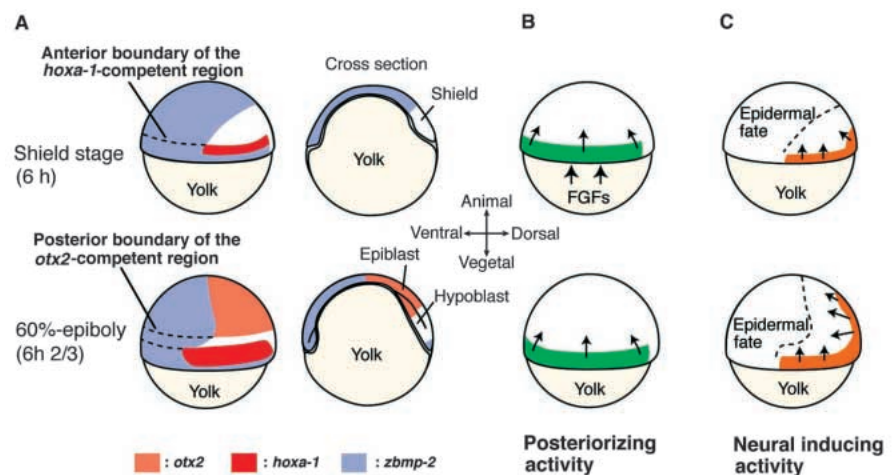 A
B
C
Anterior boundary of the
hoxa-1-competent region
Cross section
Shield
Epidermal
fate
Shield stage
(6 h)
Yolk
Yolk
FGFs
Yolk
Animal
Ventral
Dorsal
Vegetal
Posterior boundary of the
otx2-competent region
Epiblast
Hypoblast
60%-epiboly
(6h 2/3)
Epidermal
fate
Yolk
Yolk
Yolk
Yolk
: otx2
: hoxa-1
: zbmp-2
Posteriorizing
activity
Neural inducing
activity